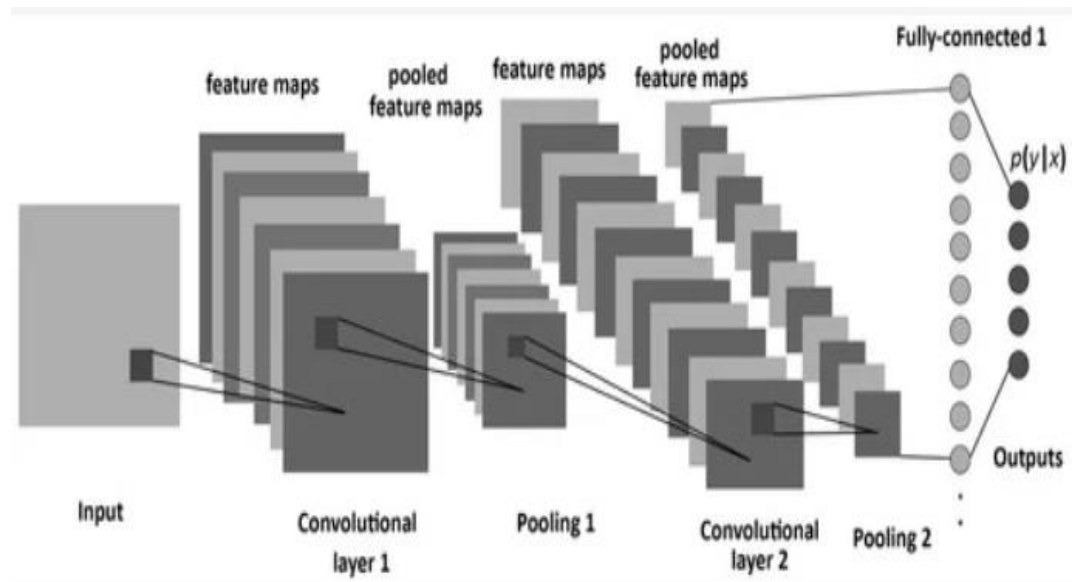 Fully-connected 1
pooled
feature maps
feature maps
pooled
feature maps
feature maps
p(y|x)
Outputs
Input
Convolutional
layer 1
Pooling 1
Convolutional
layer 2
Pooling 2